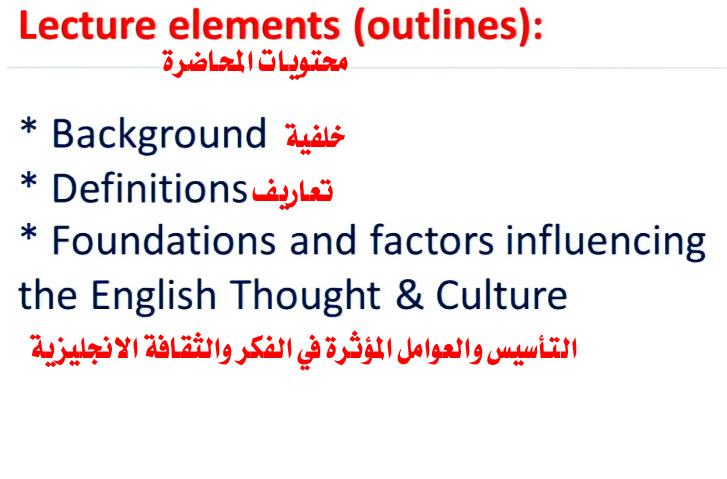 Lecture elements (outlines):
محتويات المحاضرة
* Background خلفية
* Definitions تعاريف
* Foundations and factors influencing
the English Thought & Culture
التأسيس والعوامل المؤثرة في الفكر والثقافة الانجليزية